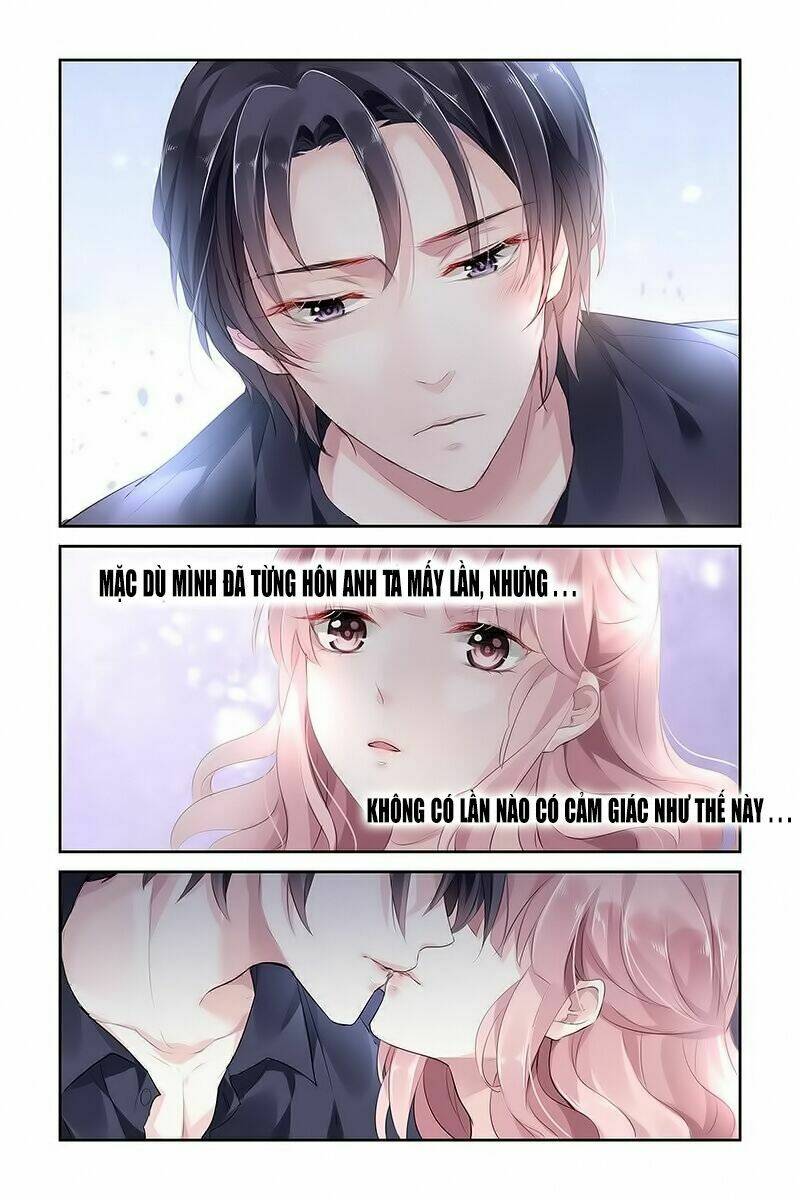 MẶC DÙ MÌNH ĐÃ TỪNG HÔN ANH TA MẤY LẦN, NHƯNG . . .
KHÔNG CÓ LẦN NÀO CÓ CẢM GIÁC NHƯ THẾ NÀY . . .